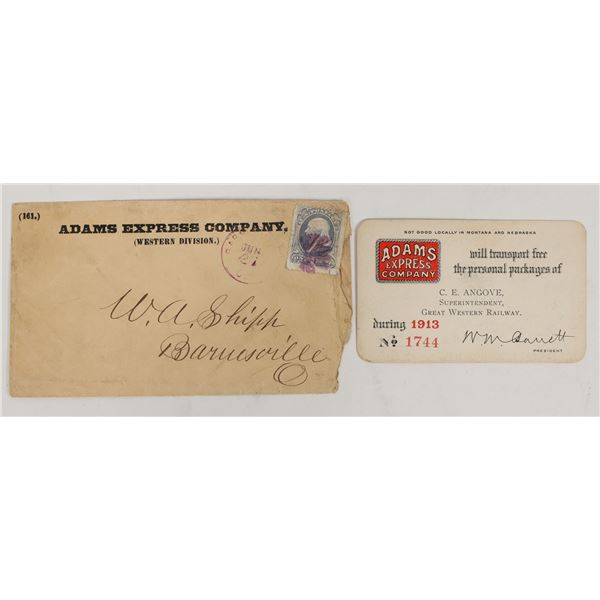 (161.)
ADAMS EXPRESS COMPANY,
(WESTERN DIVISION.)
JUN
W. A. Shipp
Barnesville
NOT GOOD LOCALLY IN MONTANA AND NEBRASKA
ADAMS
EXPRESS
COMPANY
will transport free
the personal packages of
C. E. ANGOVE,
SUPERINTENDENT,
GREAT WESTERN RAILWAY.
during 1913
No 1744
W M Barrett
PRESIDENT